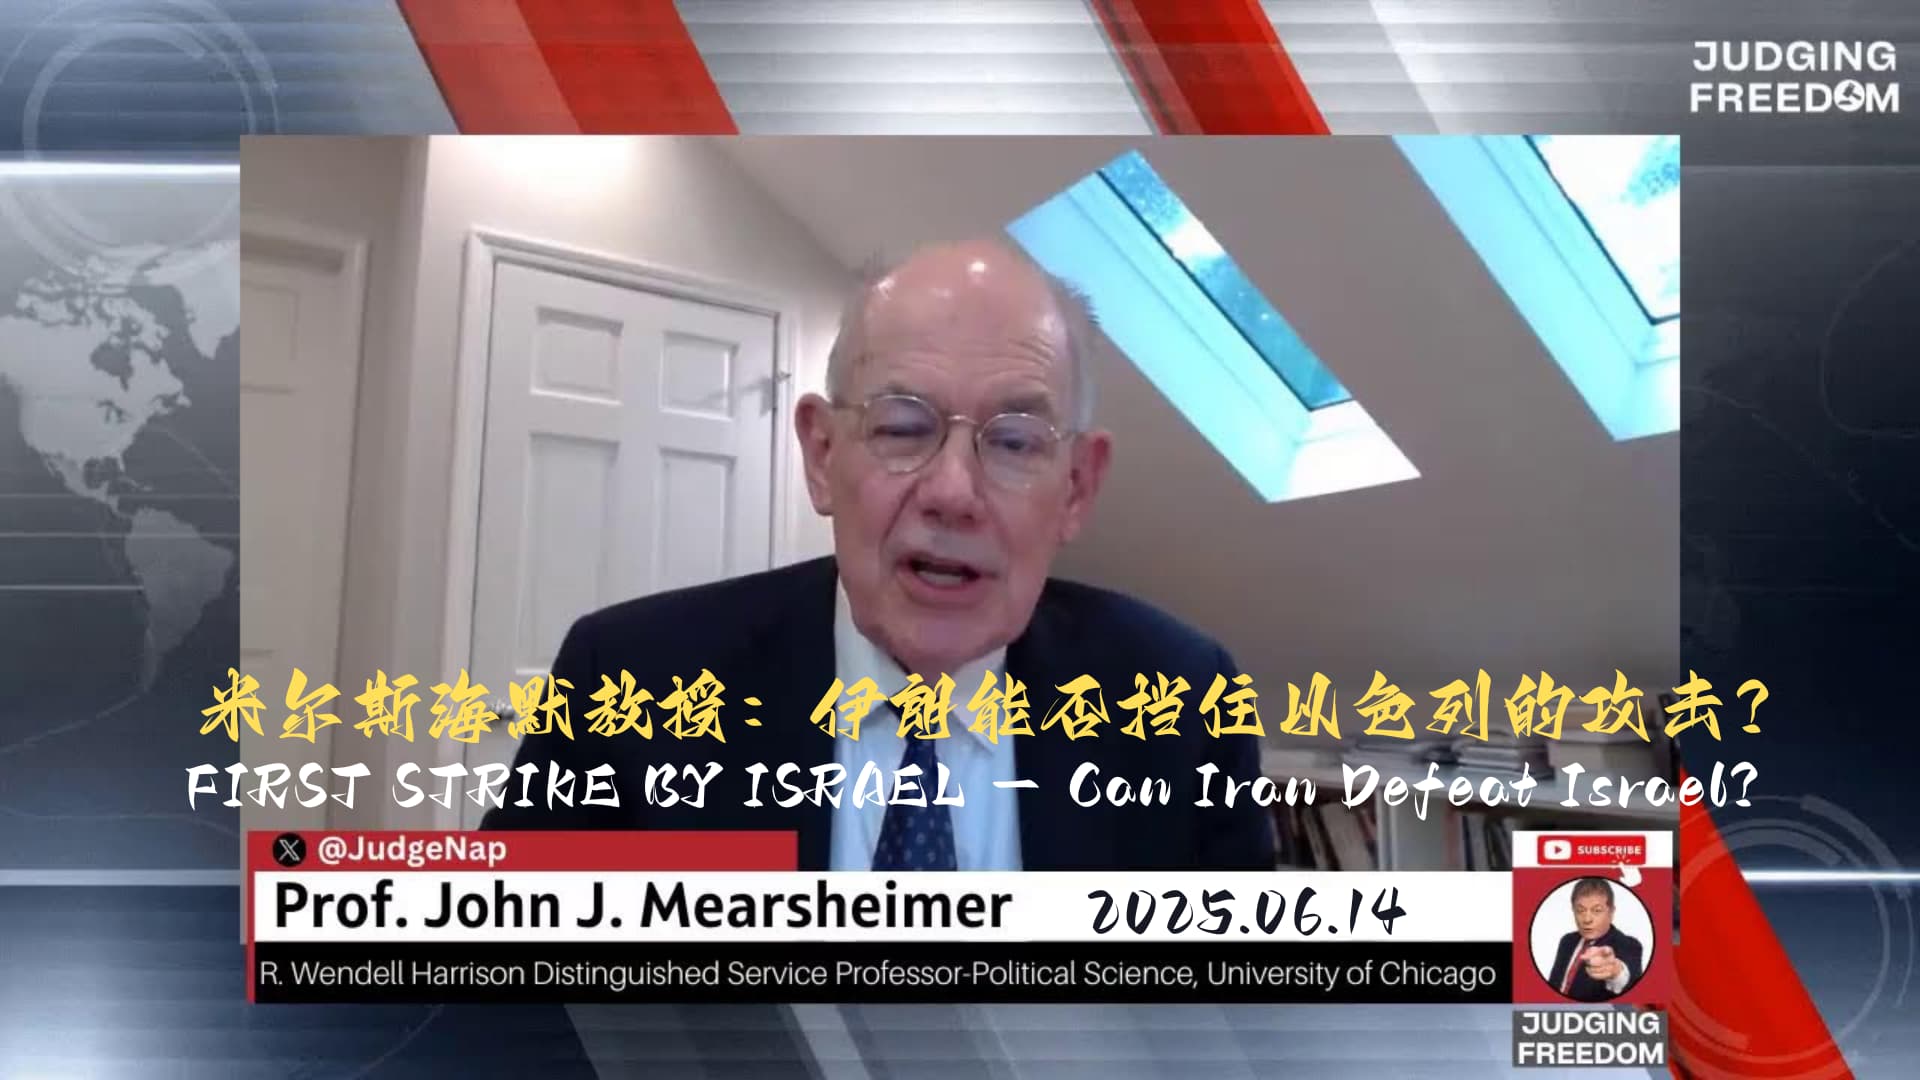 JUDGING
FREEDOM
米尔斯海默教授：伊朗能否挡住以色列的攻击？
FIRST STRIKE BY ISRAEL - Can Iran Defeat Israel?
@JudgeNap
SUBSCRIBE
Prof. John J. Mearsheimer
2025.06.14
R. Wendell Harrison Distinguished Service Professor-Political Science, University of Chicago
JUDGING
FREEDOM